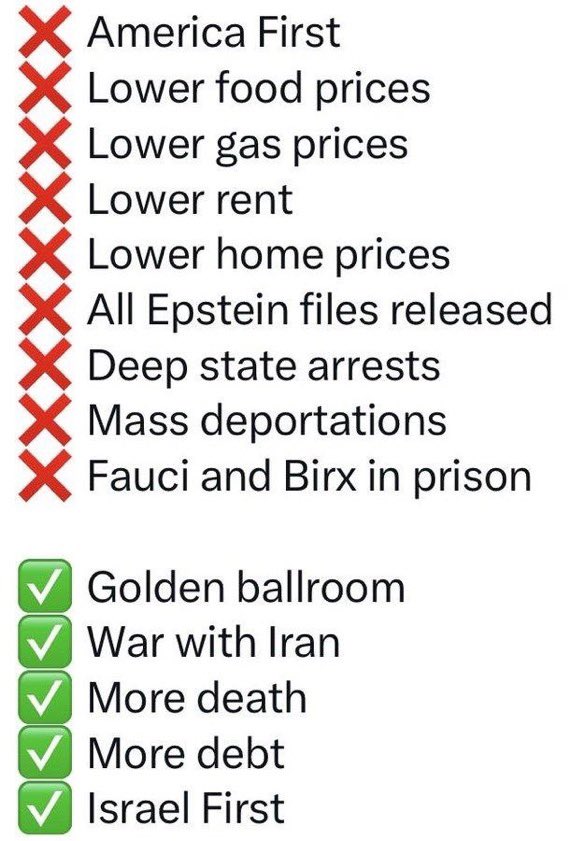 ❌ America First
❌ Lower food prices
❌ Lower gas prices
❌ Lower rent
❌ Lower home prices
❌ All Epstein files released
❌ Deep state arrests
❌ Mass deportations
❌ Fauci and Birx in prison
✅ Golden ballroom
✅ War with Iran
✅ More death
✅ More debt
✅ Israel First